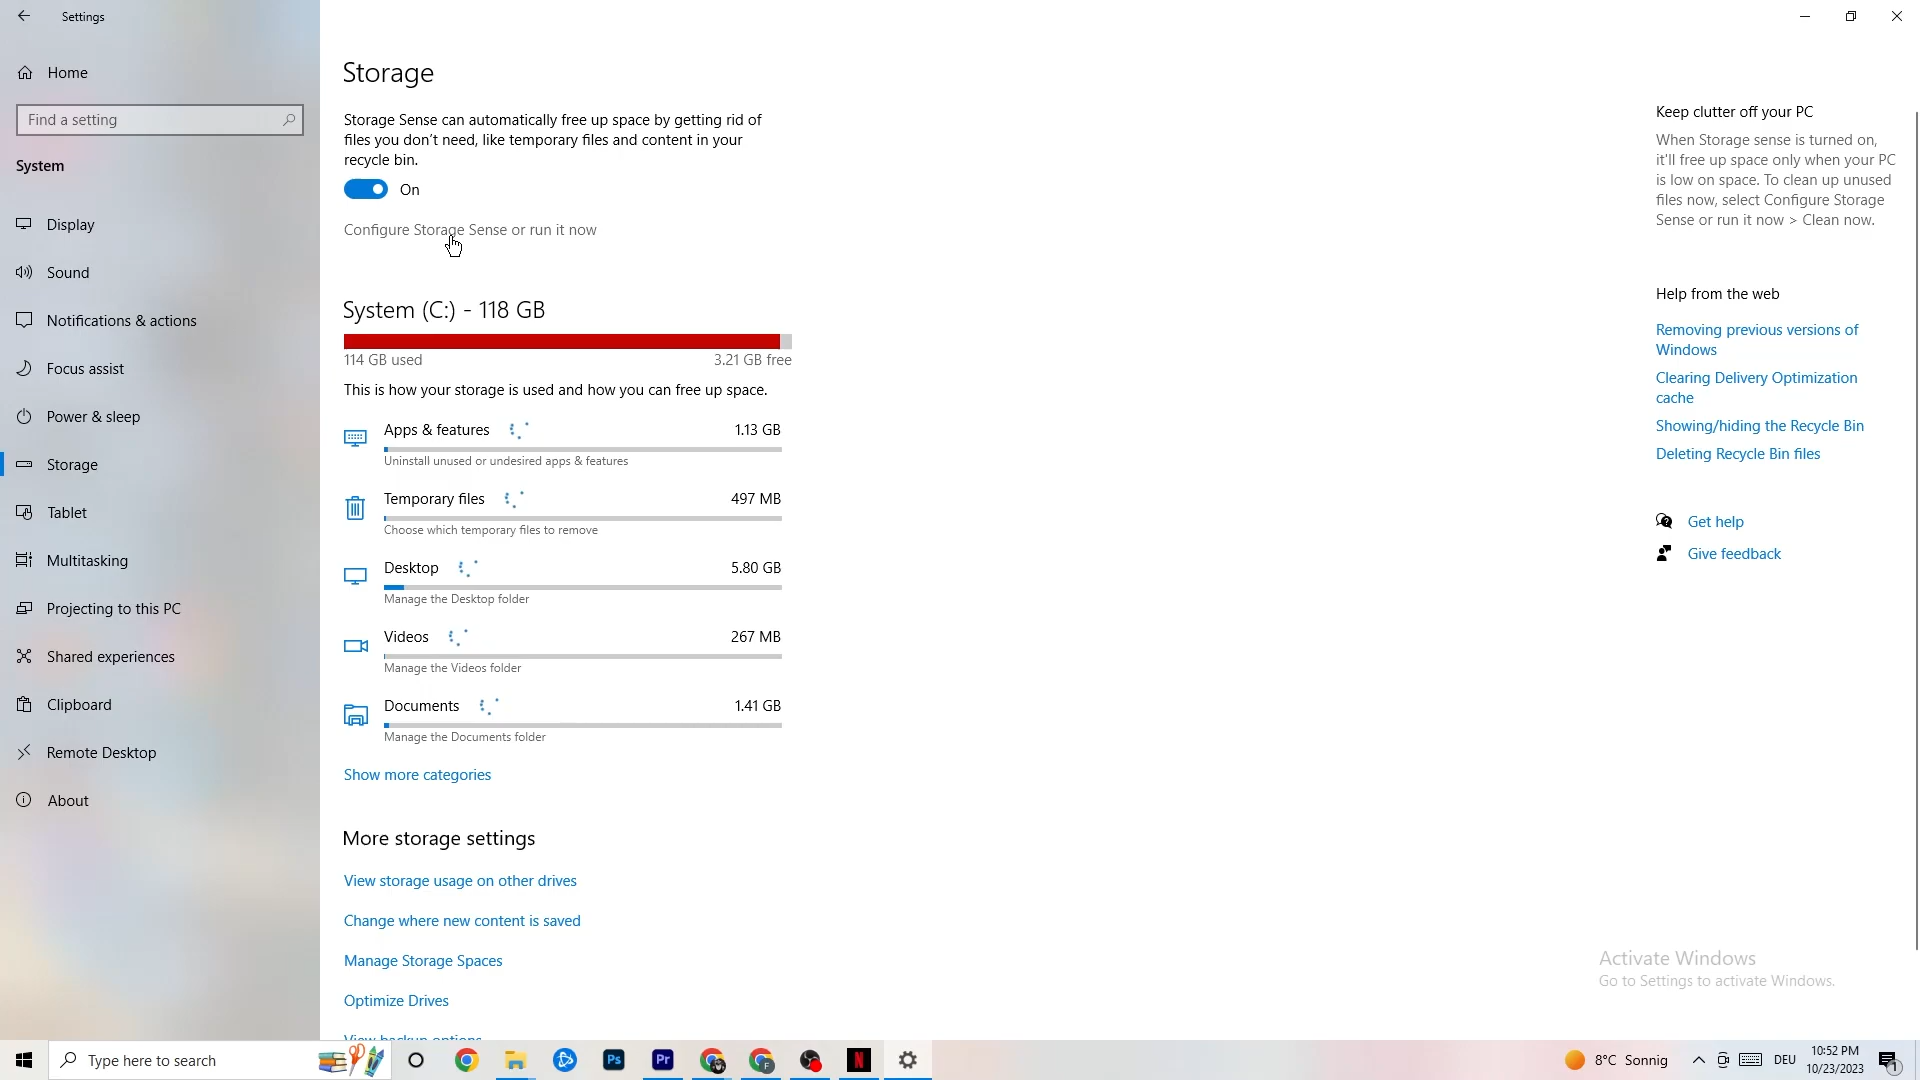 Settings
Home
Find a setting
System
Display
Sound
Notifications & actions
Focus assist
Power & sleep
Storage
Tablet
Multitasking
Projecting to this PC
Shared experiences
Clipboard
Remote Desktop
About
Storage
Storage Sense can automatically free up space by getting rid of
files you don't need, like temporary files and content in your
recycle bin.
On
Configure Storage Sense or run it now
System (C:) - 118 GB
114 GB used
3.21 GB free
This is how your storage is used and how you can free up space.
Apps & features
1.13 GB
Uninstall unused or undesired apps & features
Temporary files
497 MB
Choose which temporary files to remove
Desktop
5.80 GB
Manage the Desktop folder
Videos
267 MB
Manage the Videos folder
Documents
1.41 GB
Manage the Documents folder
Show more categories
More storage settings
View storage usage on other drives
Change where new content is saved
Manage Storage Spaces
Optimize Drives
View backup options
Keep clutter off your PC
When Storage sense is turned on,
it'll free up space only when your PC
is low on space. To clean up unused
files now, select Configure Storage
Sense or run it now > Clean now.
Help from the web
Removing previous versions of
Windows
Clearing Delivery Optimization
cache
Showing/hiding the Recycle Bin
Deleting Recycle Bin files
Get help
Give feedback
Activate Windows
Go to Settings to activate Windows.
Type here to search
Ps
Pr
F
N
8°C Sonnig
DEU
10:52 PM
10/23/2023
1